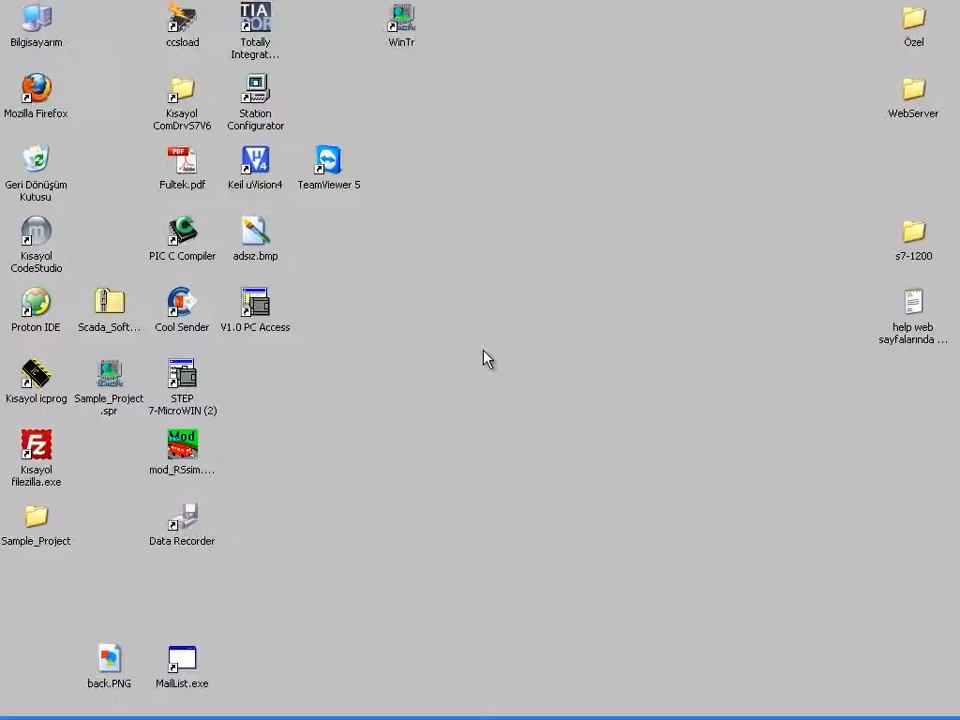 Bilgisayarım
ccsload
TIA
POR
Totally
Integrat...
WinTr
Özel
Mozilla Firefox
Kısayol
ComDrvS7V6
Station
Configurator
WebServer
Geri Dönüşüm
Kutusu
PDF
Fultek.pdf
Keil uVision4
TeamViewer 5
Kısayol
CodeStudio
PIC C Compiler
adsız.bmp
s7-1200
Proton IDE
Scada_Soft...
Cool Sender
V1.0 PC Access
help web
sayfalarında ...
Kısayol icprog
Sample_Project
.spr
STEP
7-MicroWIN (2)
Kısayol
filezilla.exe
Mod
mod_RSsim....
Sample_Project
Data Recorder
back.PNG
MailList.exe